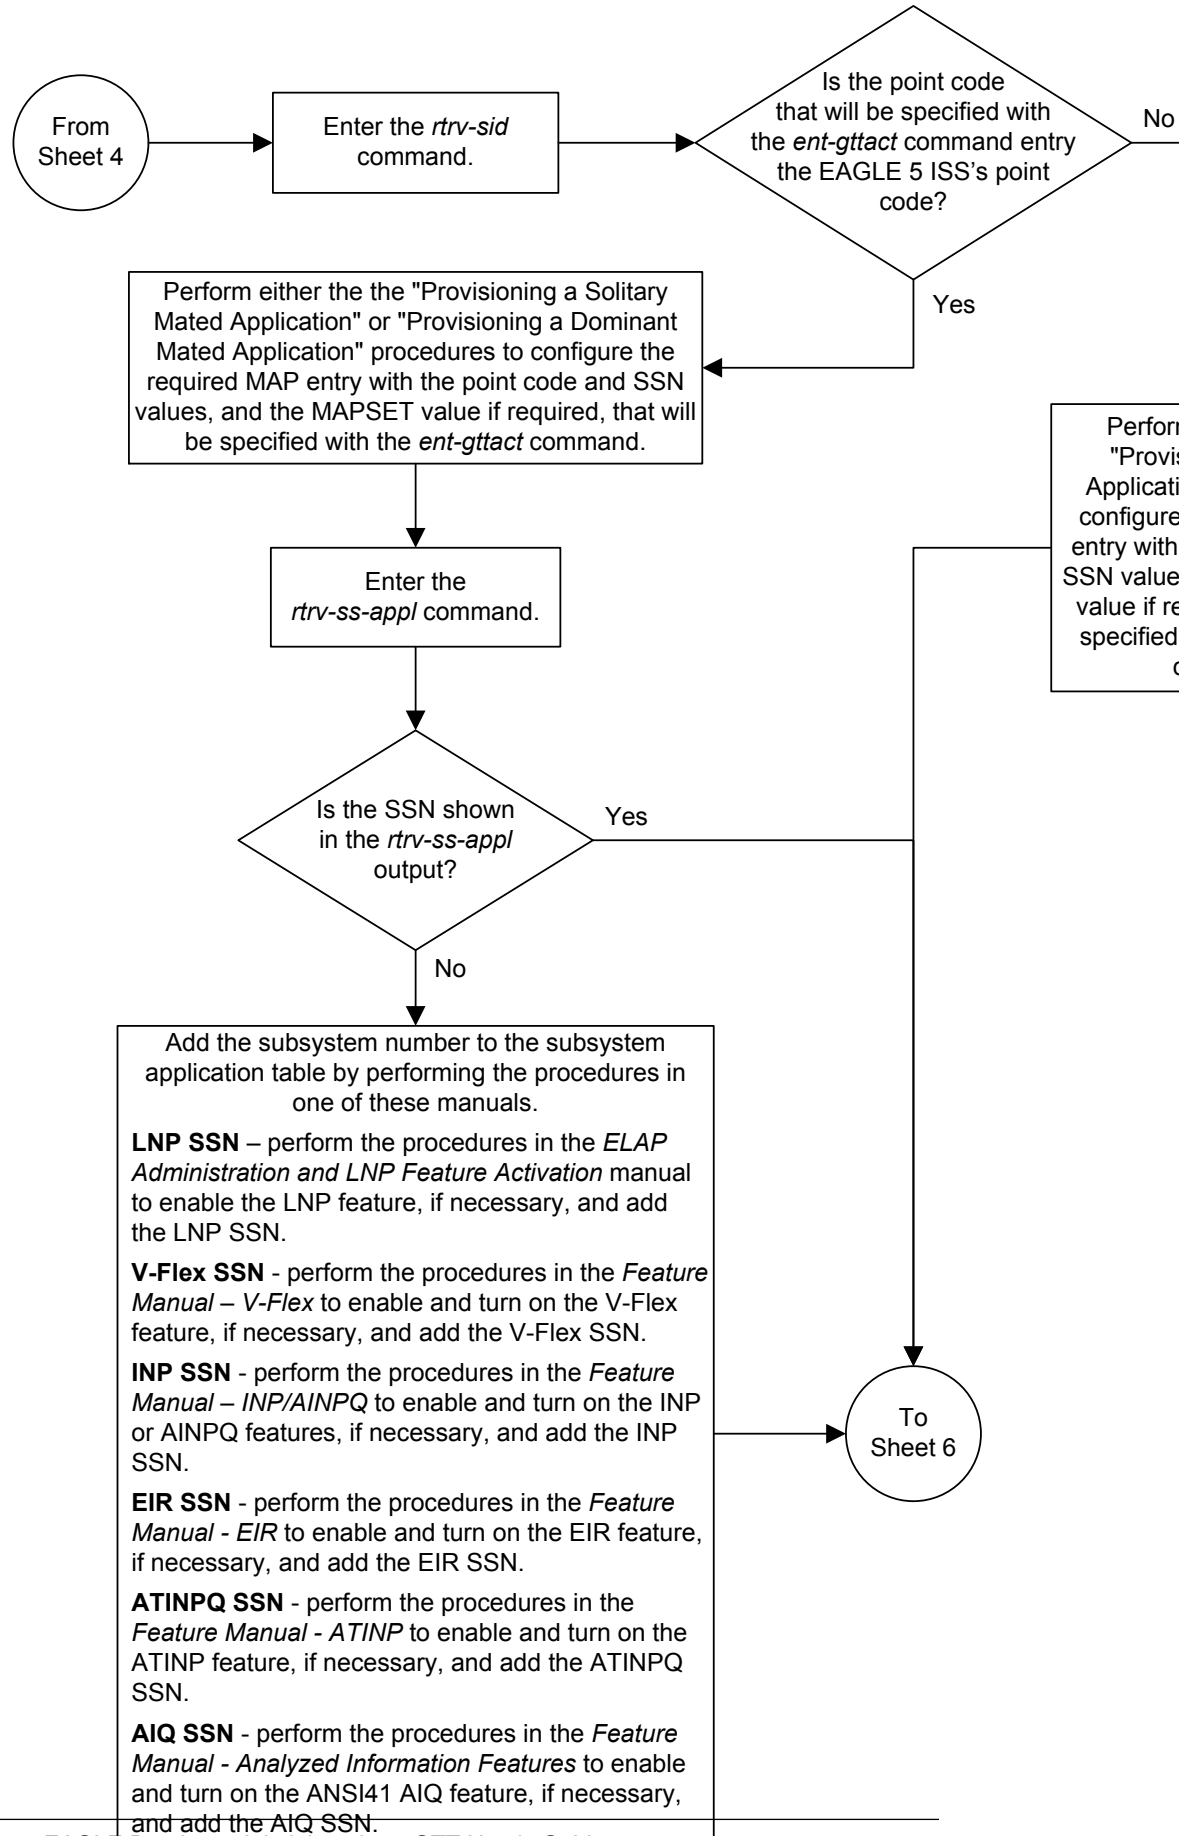 From
Sheet 4
Enter the rtrv-sid
command.
Is the point code
that will be specified with
the ent-gttact command entry
the EAGLE 5 ISS's point
code?
No
Yes
Perform either the the "Provisioning a Solitary
Mated Application" or "Provisioning a Dominant
Mated Application" procedures to configure the
required MAP entry with the point code and SSN
values, and the MAPSET value if required, that will
be specified with the ent-gttact command.
Enter the
rtrv-ss-appl command.
configure
entry with
SSN value
value if
specified
Is the SSN shown
in the rtrv-ss-appl
output?
Yes
No
Add the subsystem number to the subsystem
application table by performing the procedures in
one of these manuals.
LNP SSN – perform the procedures in the ELAP
Administration and LNP Feature Activation manual
to enable the LNP feature, if necessary, and add
the LNP SSN.
V-Flex SSN - perform the procedures in the Feature
Manual – V-Flex to enable and turn on the V-Flex
feature, if necessary, and add the V-Flex SSN.
INP SSN - perform the procedures in the Feature
Manual – INP/AINPQ to enable and turn on the INP
or AINPQ features, if necessary, and add the INP
SSN.
EIR SSN - perform the procedures in the Feature
Manual - EIR to enable and turn on the EIR feature,
if necessary, and add the EIR SSN.
ATINPQ SSN - perform the procedures in the
Feature Manual - ATINP to enable and turn on the
ATINP feature, if necessary, and add the ATINPQ
SSN.
AIQ SSN - perform the procedures in the Feature
Manual - Analyzed Information Features to enable
and turn on the ANSI41 AIQ feature, if necessary,
and add the AIQ SSN.
To
Sheet 6